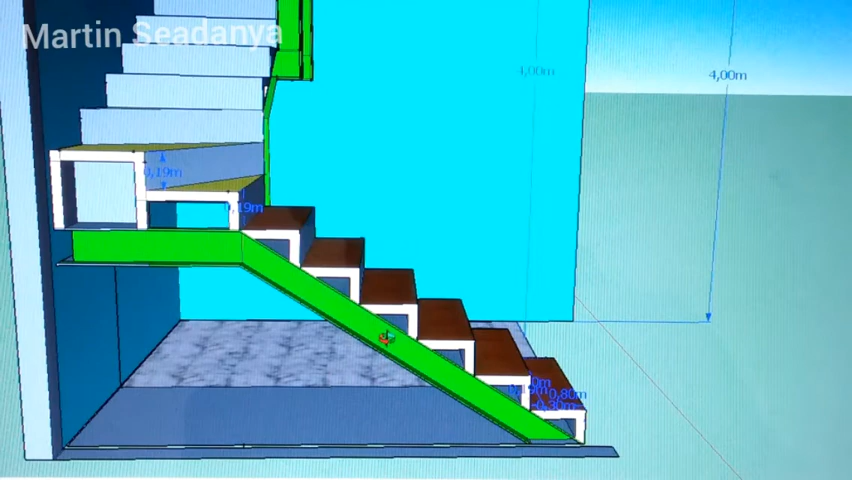 Martin Seadanya
4,00m
4,00m
0,19m
0,19m
0,80m
0,30m